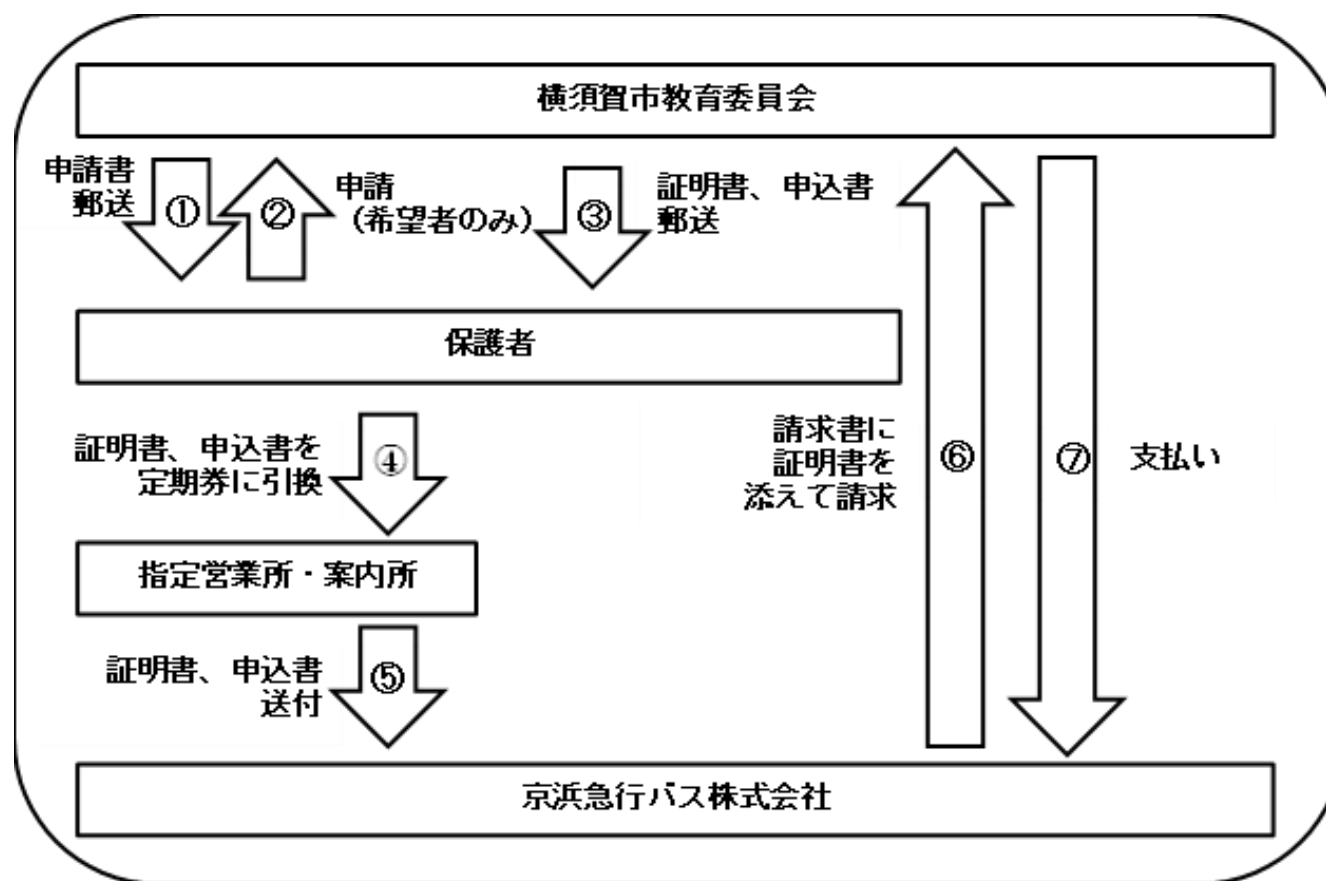 横須賀市教育委員会
申請書
郵送
①
②
申請
（希望者のみ）
③
証明書、申込書
郵送
保護者
証明書、申込書を
定期券に引換
④
指定営業所・案内所
証明書、申込書
送付
⑤
請求書に
証明書を
添えて請求
⑥
⑦
支払い
京浜急行バス株式会社